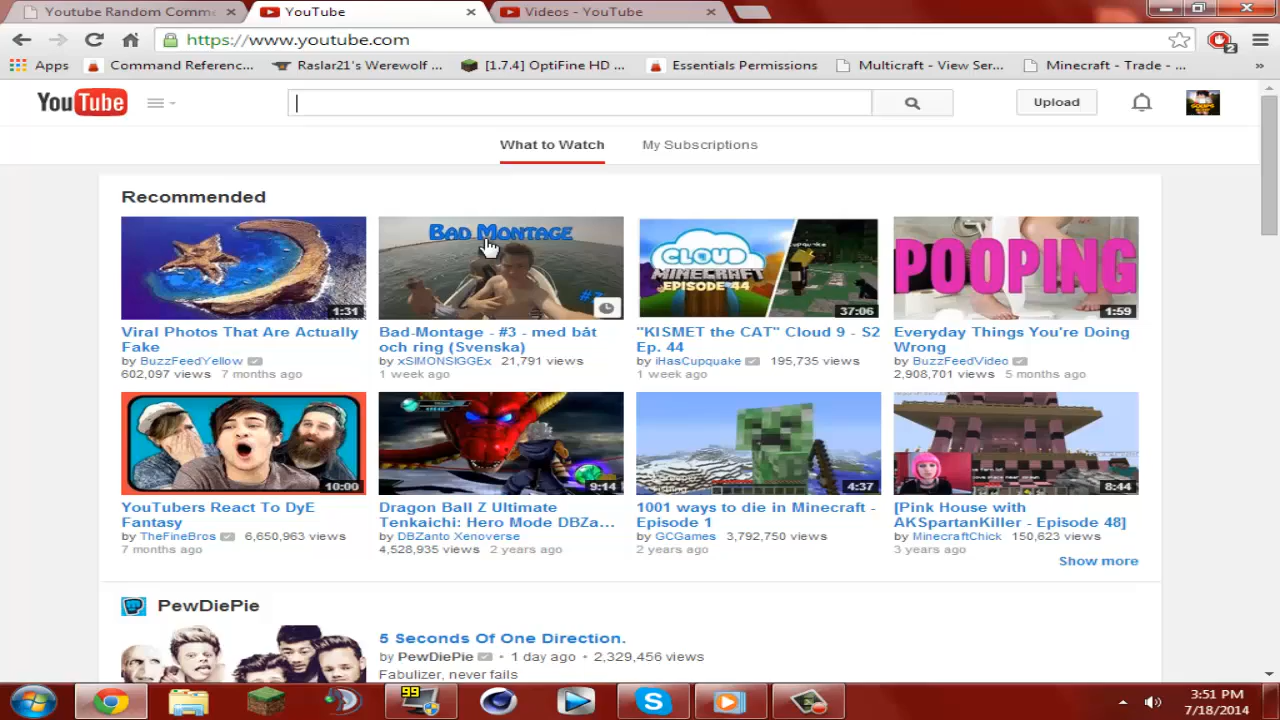 Youtube Random Comm
YouTube
Videos - YouTube
https://www.youtube.com
2
Apps
Command Referenc...
Raslar21's Werewolf ...
[1.7.4] OptiFine HD ...
Essentials Permissions
Multicraft - View Ser...
Minecraft - Trade - ...
»
YouTube
Upload
What to Watch
My Subscriptions
Recommended
BAD MONTAGE
#3
CLOUD
9
MINECRAFT
EPISODE 44
POOPING
1:31
37:06
1:59
Viral Photos That Are Actually
Fake
by BuzzFeedYellow
602,097 views 7 months ago
Bad-Montage - #3 - med båt
och ring (Svenska)
by xSIMONSIGGEx 21,791 views
1 week ago
"KISMET the CAT" Cloud 9 - S2
Ep. 44
by iHasCupquake 195,735 views
1 week ago
Everyday Things You're Doing
Wrong
by BuzzFeedVideo
2,908,701 views 5 months ago
10:00
9:14
4:37
8:44
YouTubers React To DyE
Fantasy
by TheFineBros 6,650,963 views
7 months ago
Dragon Ball Z Ultimate
Tenkaichi: Hero Mode DBZa...
by DBZanto Xenoverse
4,528,935 views 2 years ago
1001 ways to die in Minecraft -
Episode 1
by GCGames 3,792,750 views
2 years ago
[Pink House with
AKSpartanKiller - Episode 48]
by MinecraftChick 150,623 views
3 years ago
Show more
PewDiePie
5 Seconds Of One Direction.
by PewDiePie • 1 day ago • 2,329,456 views
Fabulizer, never fails
99
3:51 PM
7/18/2014